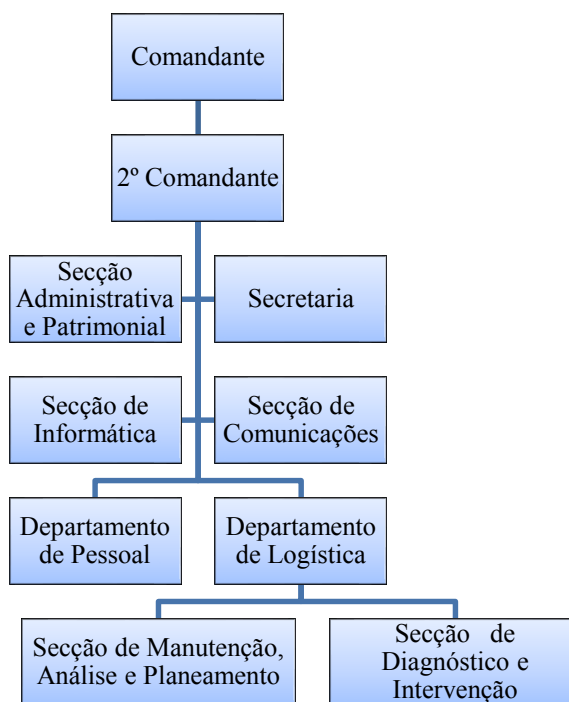 Comandante
2º Comandante
Secção
Administrativa
e Patrimonial
Secretaria
Secção de
Informática
Secção de
Comunicações
Departamento
de Pessoal
Departamento
de Logística
Secção de Manutenção,
Análise e Planeamento
Secção de
Diagnóstico e
Intervenção